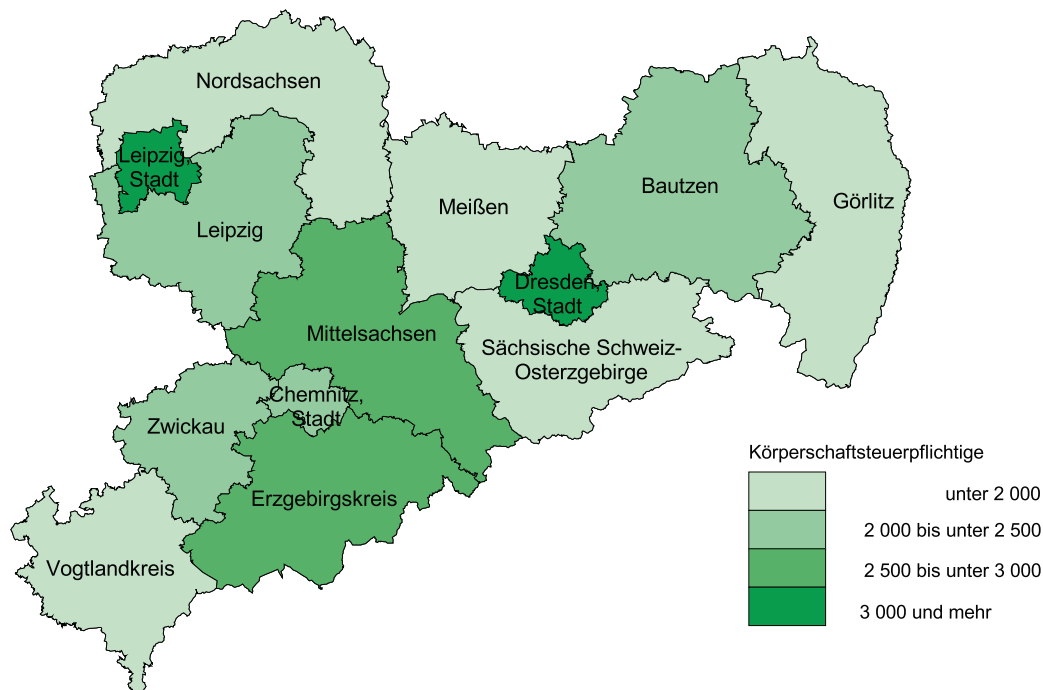 Nordsachsen
Leipzig,
Stadt
Leipzig
Meißen
Bautzen
Görlitz
Dresden,
Stadt
Mittelsachsen
Sächsische Schweiz-
Osterzgebirge
Chemnitz,
Stadt
Zwickau
Erzgebirgskreis
Vogtlandkreis
Körperschaftsteuerpflichtige
unter 2 000
2 000 bis unter 2 500
2 500 bis unter 3 000
3 000 und mehr